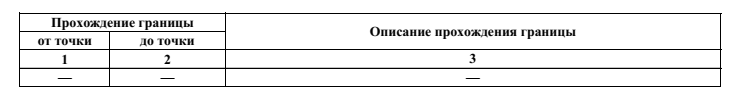 Прохождение границы
Описание прохождения границы
от точки до точки
1 2 3
— — —